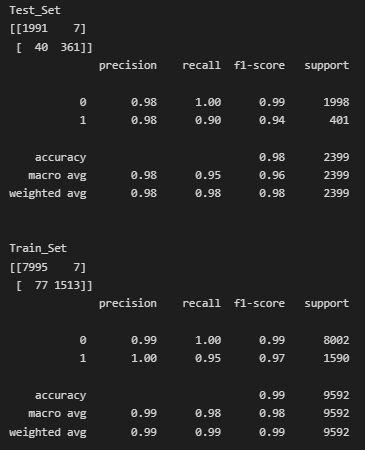 Test_Set
[[1991    7]
 [  40  361]]
              precision    recall  f1-score   support

           0       0.98      1.00      0.99      1998
           1       0.98      0.90      0.94       401

    accuracy                           0.98      2399
   macro avg       0.98      0.95      0.96      2399
weighted avg       0.98      0.98      0.98      2399

Train_Set
[[7995    7]
 [  77 1513]]
              precision    recall  f1-score   support

           0       0.99      1.00      0.99      8002
           1       1.00      0.95      0.97      1590

    accuracy                           0.99      9592
   macro avg       0.99      0.98      0.98      9592
weighted avg       0.99      0.99      0.99      9592